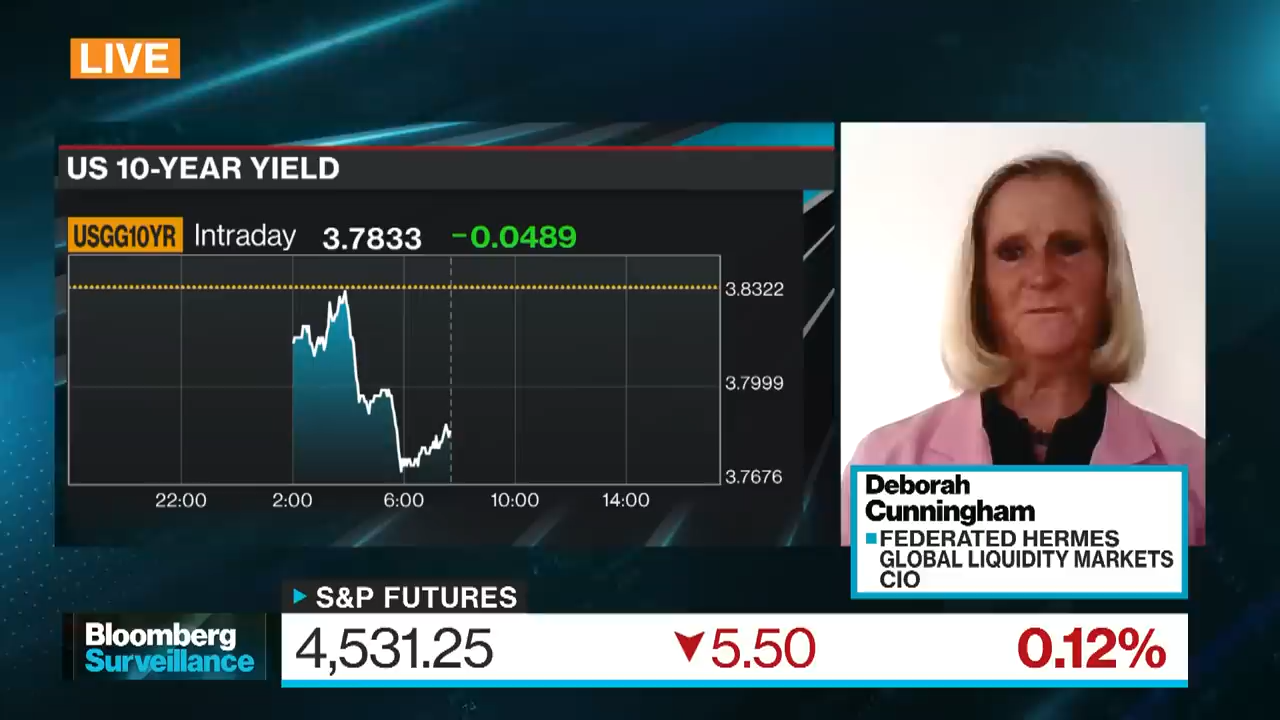 LIVE
US 10-YEAR YIELD
USGG10YR Intraday 3.7833 -0.0489
3.8322
3.7999
3.7676
22:00 2:00 6:00 10:00 14:00
Deborah
Cunningham
FEDERATED HERMES
GLOBAL LIQUIDITY MARKETS
CIO
S&P FUTURES
4,531.25 5.50 0.12%
Bloomberg
Surveillance